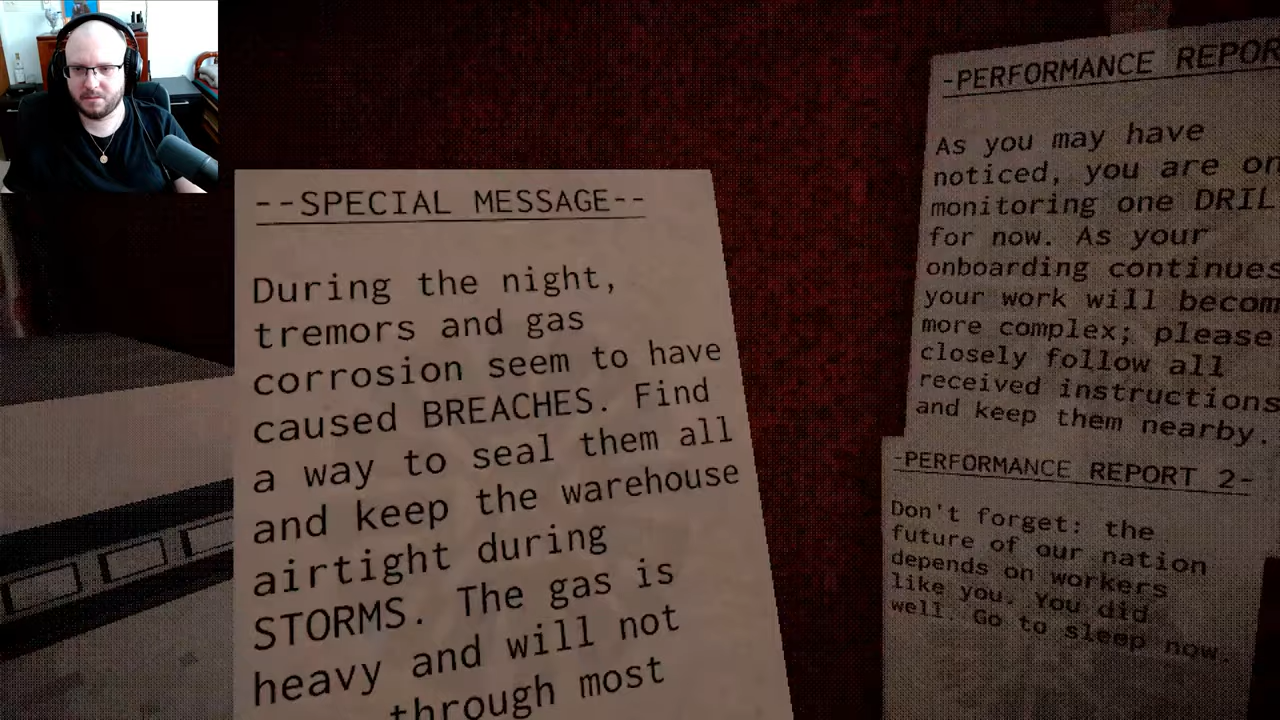 --SPECIAL MESSAGE--
During the night,
tremors and gas
corrosion seem to have
caused BREACHES. Find
a way to seal them all
and keep the warehouse
airtight during
STORMS. The gas is
heavy and will not
through most
-PERFORMANCE REPOR
As you may have
noticed, you are on
monitoring one DRIL
for now. As your
onboarding continues
your work will becom
more complex; please
closely follow all
received instructions
and keep them nearby.
-PERFORMANCE REPORT 2-
Don't forget: the
future of our nation
depends on workers
like you. You did
well. Go to sleep now.